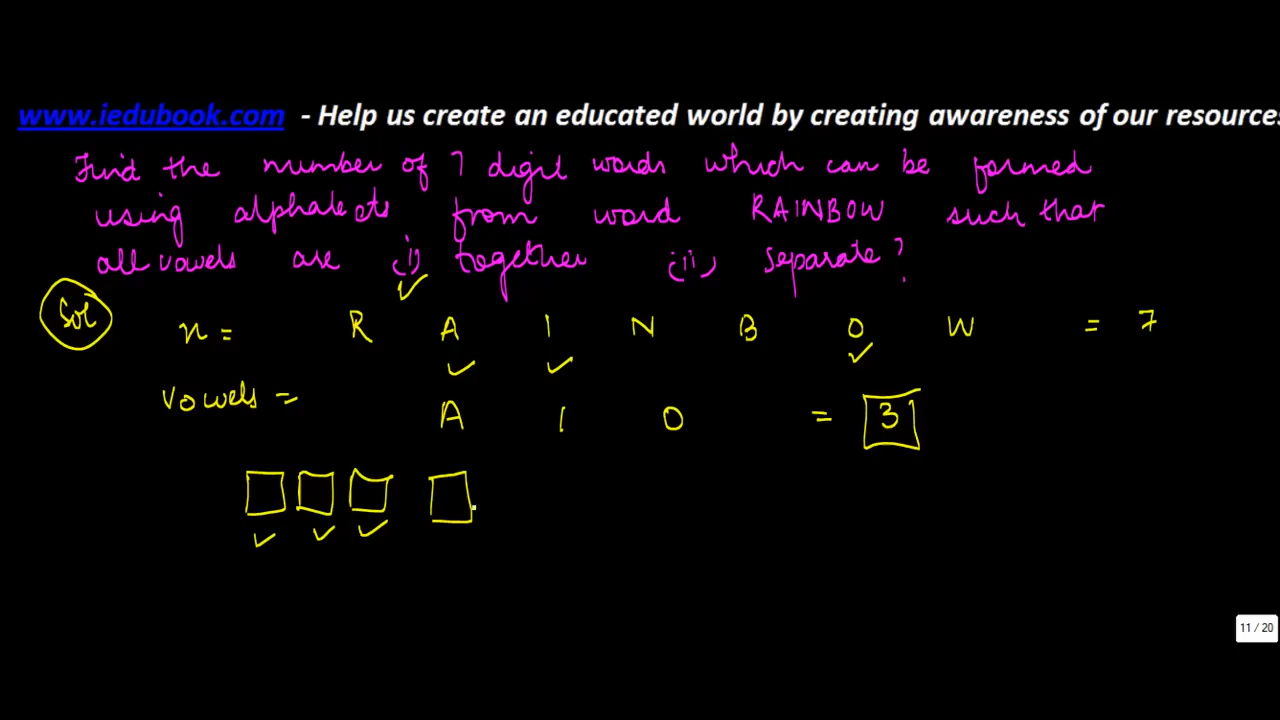 www.iedubook.com - Help us create an educated world by creating awareness of our resources
Find the number of 7 digit words which can be formed
using alphabets from word RAINBOW such that
all vowels are (i) together (ii) separate?
Sol
n = R A I N B O W = 7
Vowels = A I O = 3
11 / 20